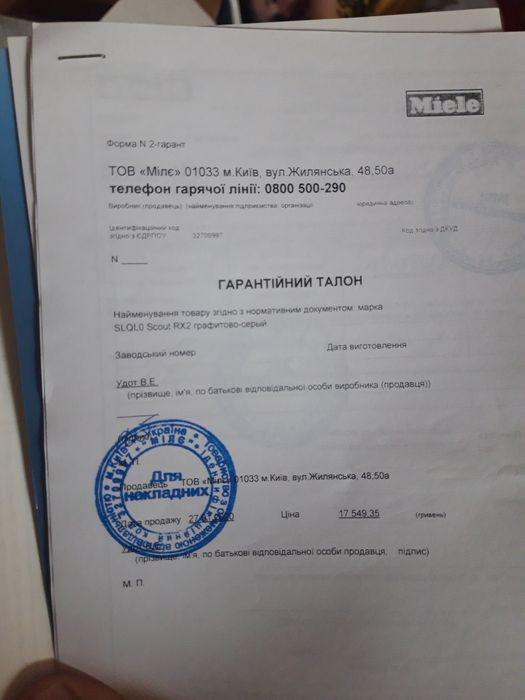 Miele
Форма N 2-гарант
ТОВ «Мілє» 01033 м.Київ, вул.Жилянська, 48,50а
телефон гарячої лінії: 0800 500-290
Виробник (продавець) (найменування підприємства, організації юридична адреса)
Ідентифікаційний код
згідно з ЄДРПОУ Код згідно з ДКУД
N
ГАРАНТІЙНИЙ ТАЛОН
Найменування товару згідно з нормативним документом, марка
SLQL0 Scout RX2 графитово-серый
Заводський номер Дата виготовлення
Удот В.Е.
(прізвище, ім'я, по батькові відповідальної особи виробника (продавця))
Для
накладних
Продавець ТОВ «Мілє» 01033 м.Київ, вул.Жилянська, 48,50а
Дата продажу Ціна 17 549,35 (гривень)
(прізвище, ім'я, по батькові відповідальної особи продавця, підпис)
М. П.